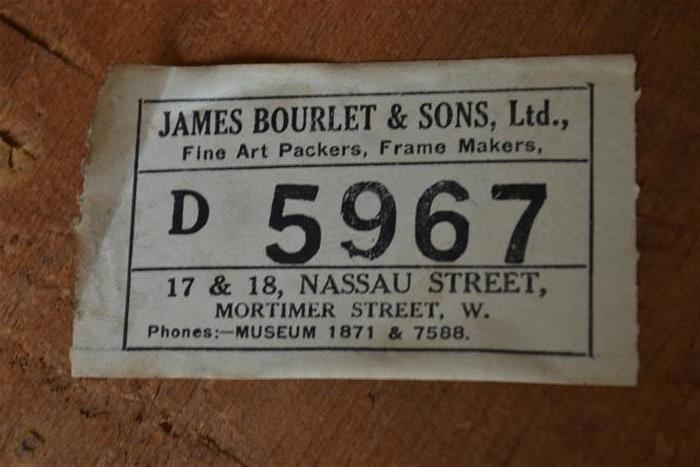 JAMES BOURLET & SONS, Ltd.,
Fine Art Packers, Frame Makers,
D 5967
17 & 18, NASSAU STREET,
MORTIMER STREET, W.
Phones:—MUSEUM 1871 & 7588.